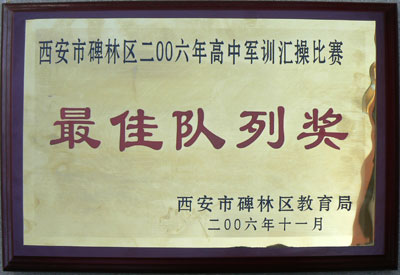 西安市碑林区二00六年高中军训汇操比赛
最佳队列奖
西安市碑林区教育局
二00六年十一月